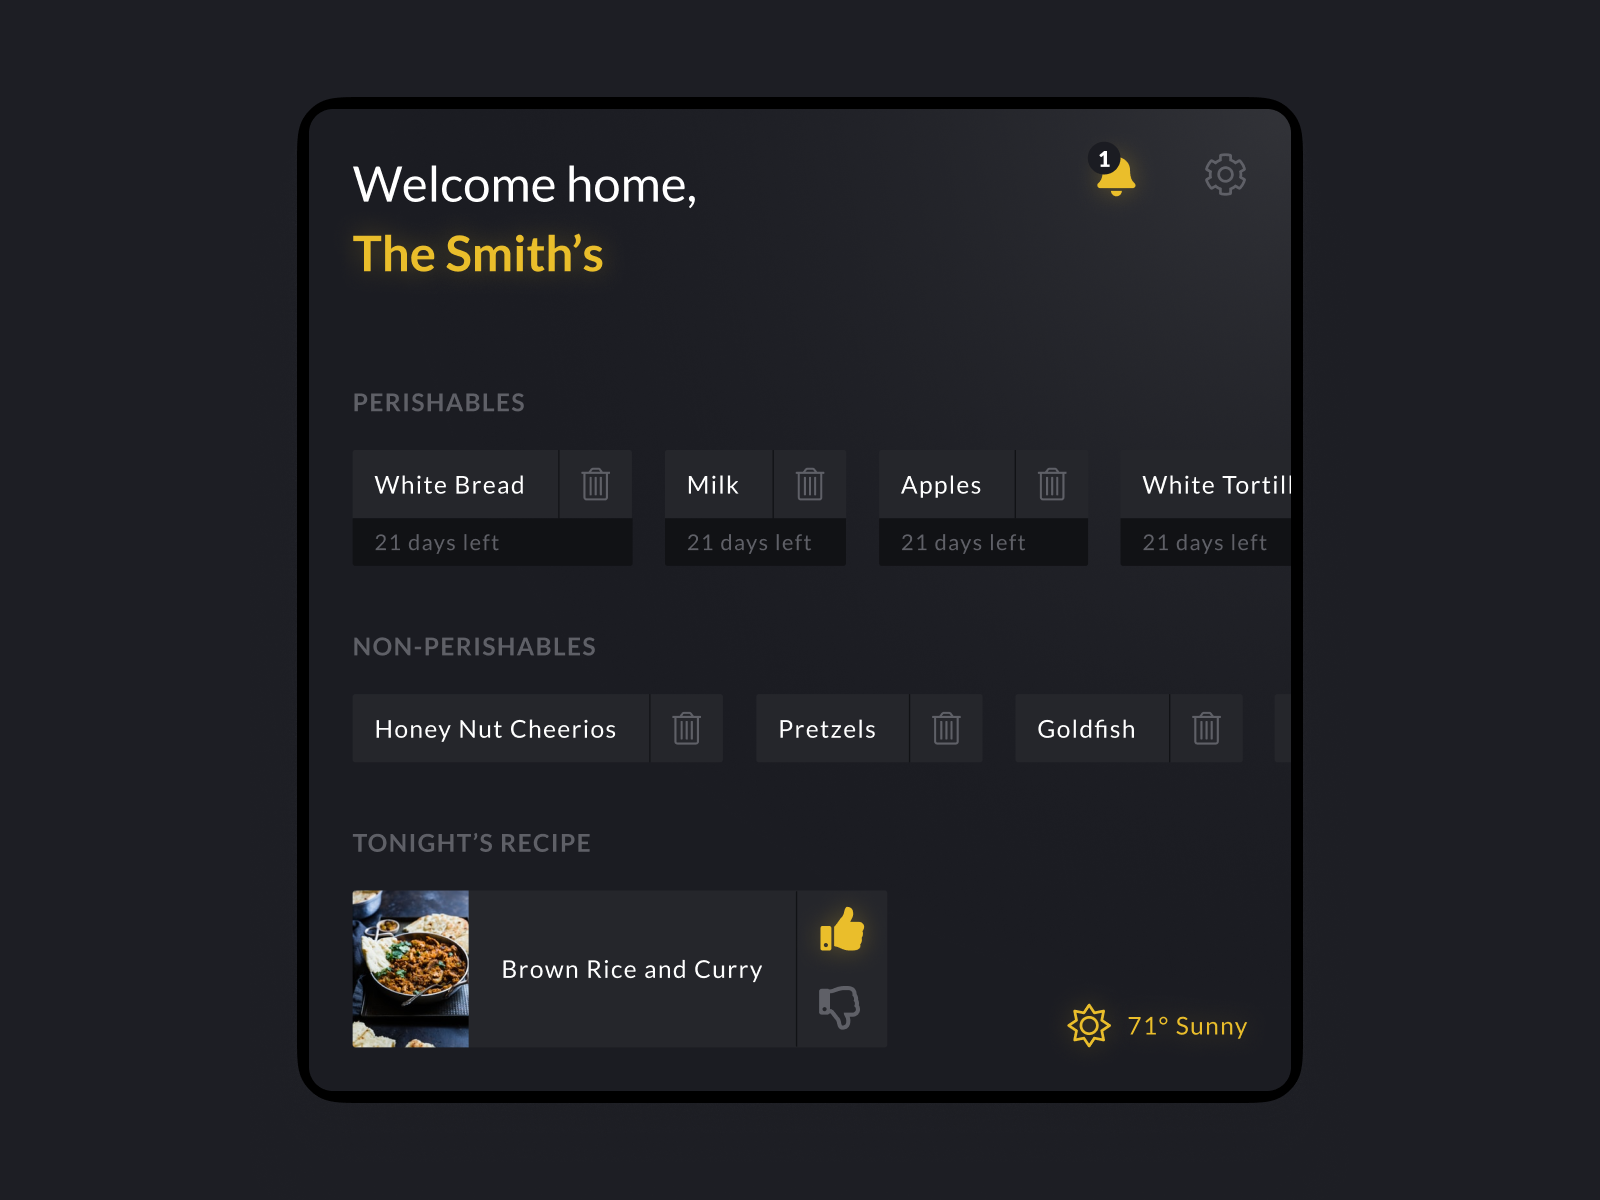 Welcome home,
The Smith’s
1
PERISHABLES
White Bread
21 days left
Milk
21 days left
Apples
21 days left
White Tortill
21 days left
NON-PERISHABLES
Honey Nut Cheerios
Pretzels
Goldfish
TONIGHT’S RECIPE
Brown Rice and Curry
71° Sunny